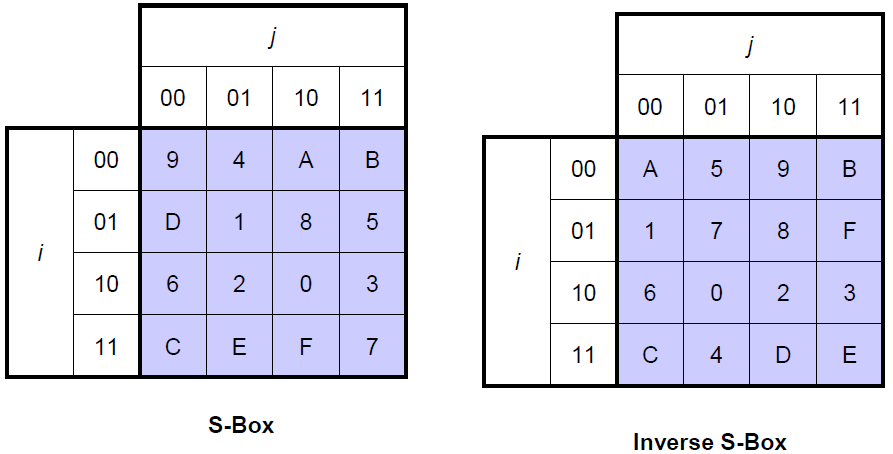 j
00 01 10 11
i
00 9 4 A B
01 D 1 8 5
10 6 2 0 3
11 C E F 7
S-Box
j
00 01 10 11
i
00 A 5 9 B
01 1 7 8 F
10 6 0 2 3
11 C 4 D E
Inverse S-Box